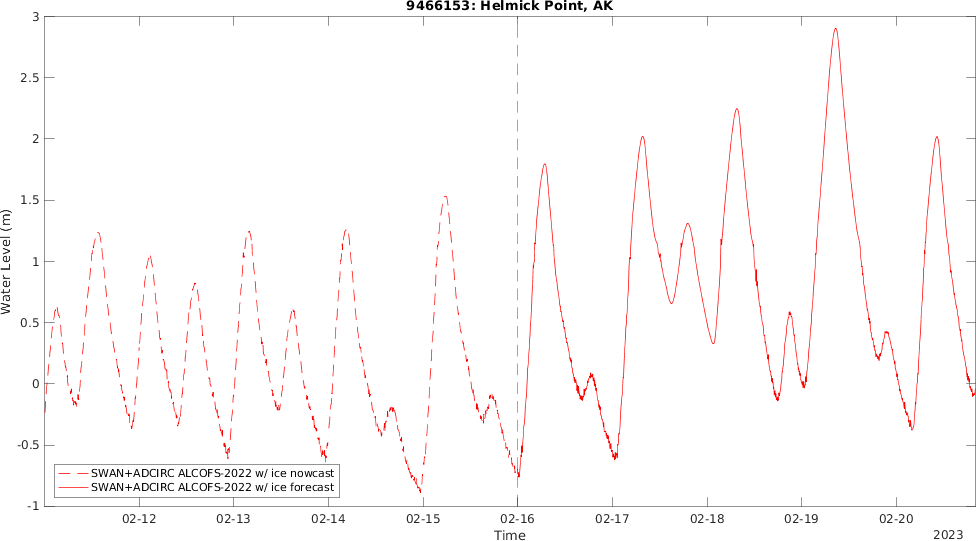 9466153: Helmick Point, AK
3
2.5
2
1.5
1
0.5
0
-0.5
-1
Water Level (m)
SWAN+ADCIRC ALCOFS-2022 w/ ice nowcast
SWAN+ADCIRC ALCOFS-2022 w/ ice forecast
02-12 02-13 02-14 02-15 02-16 02-17 02-18 02-19 02-20
Time
2023